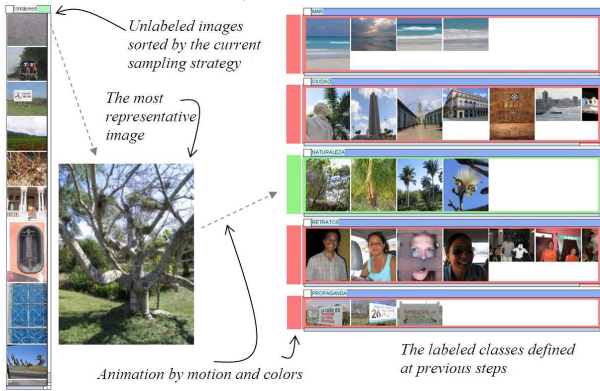 Unlabeled
Unlabeled images
sorted by the current
sampling strategy
The most
representative
image
MAR
CIUDAD
NATURALEZA
RETRATOS
PROPAGANDA
26
Animation by motion and colors
The labeled classes defined
at previous steps